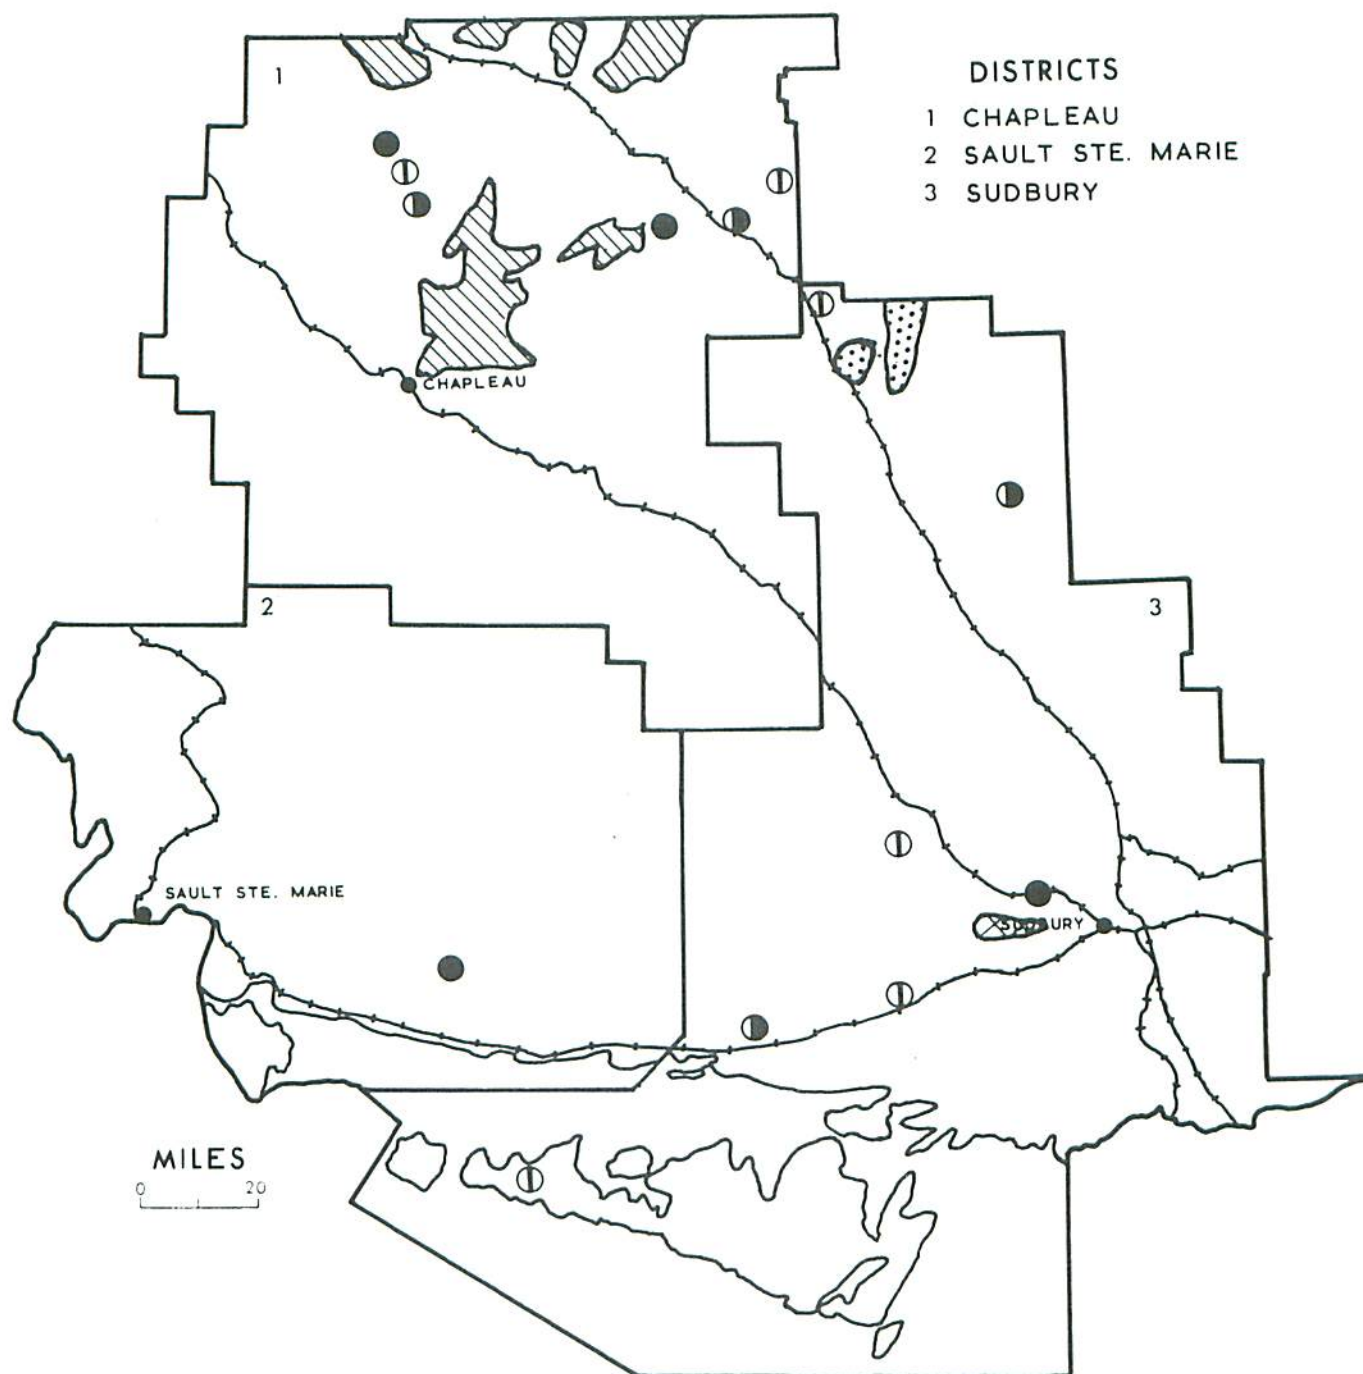 1
DISTRICTS
1 CHAPLEAU
2 SAULT STE. MARIE
3 SUDBURY
CHAPLEAU
2
3
SAULT STE. MARIE
SUDBURY
MILES
0 20